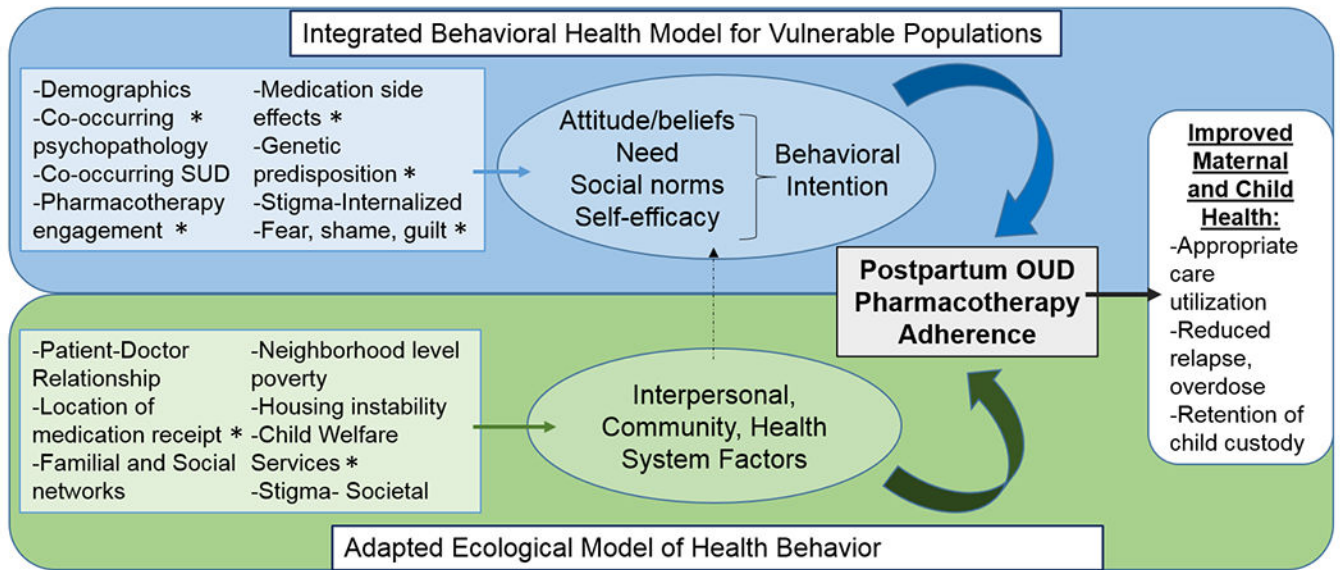 Integrated Behavioral Health Model for Vulnerable Populations
-Demographics
-Co-occurring *
psychopathology
-Co-occurring SUD
-Pharmacotherapy
engagement *
-Medication side
effects *
-Genetic
predisposition *
-Stigma-Internalized
-Fear, shame, guilt *
Attitude/beliefs
Need
Social norms
Self-efficacy
Behavioral
Intention
Postpartum OUD
Pharmacotherapy
Adherence
Improved
Maternal
and Child
Health:
-Appropriate
care
utilization
-Reduced
relapse,
overdose
-Retention of
child custody
-Patient-Doctor
Relationship
-Location of
medication receipt *
-Familial and Social
networks
-Neighborhood level
poverty
-Housing instability
-Child Welfare
Services *
-Stigma- Societal
Interpersonal,
Community, Health
System Factors
Adapted Ecological Model of Health Behavior